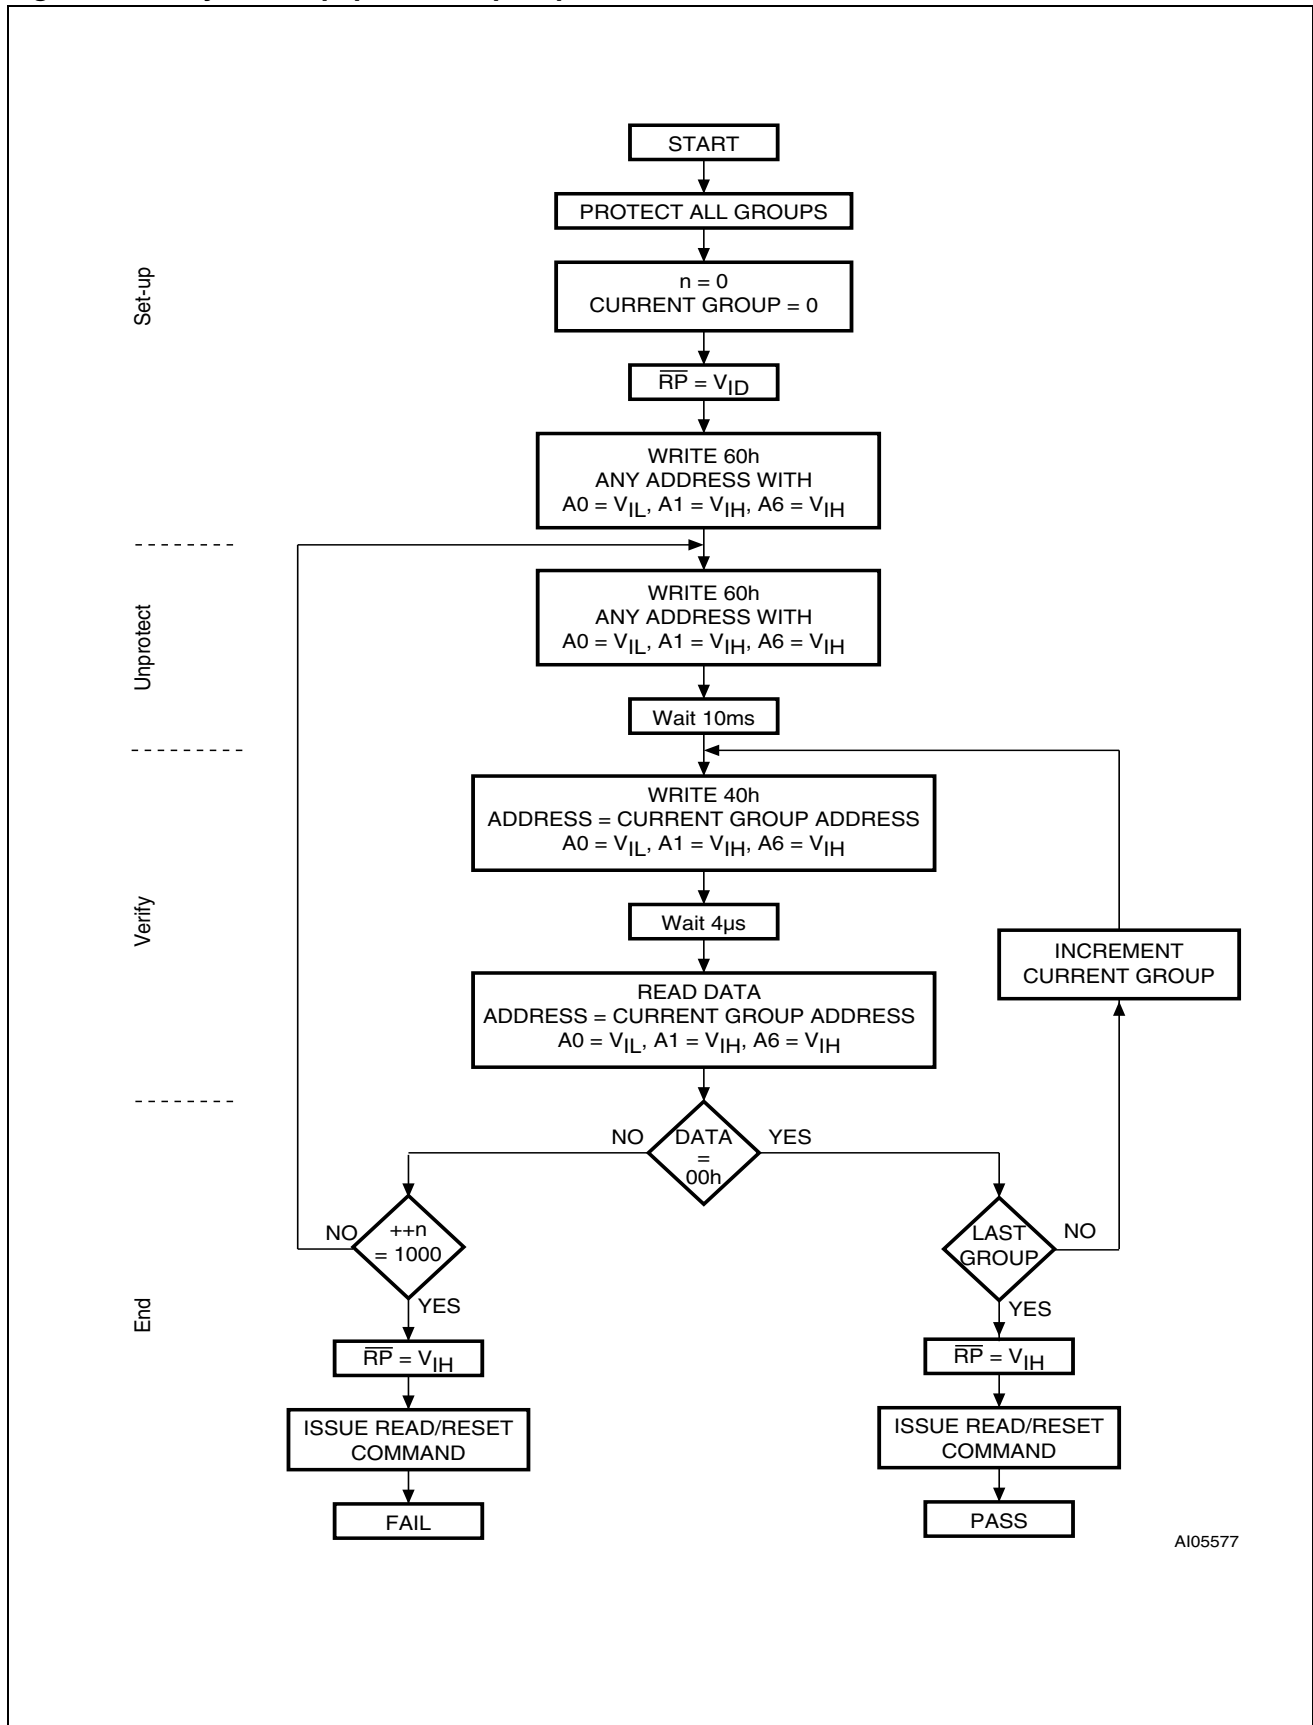 START
PROTECT ALL GROUPS
n = 0
CURRENT GROUP = 0
Set-up
RP = VID
WRITE 60h
ANY ADDRESS WITH
A0 = VIL, A1 = VIH, A6 = VIH
Unprotect
WRITE 60h
ANY ADDRESS WITH
A0 = VIL, A1 = VIH, A6 = VIH
Wait 10ms
Verify
WRITE 40h
ADDRESS = CURRENT GROUP ADDRESS
A0 = VIL, A1 = VIH, A6 = VIH
Wait 4µs
INCREMENT
CURRENT GROUP
READ DATA
ADDRESS = CURRENT GROUP ADDRESS
A0 = VIL, A1 = VIH, A6 = VIH
NO
DATA
=
00h
YES
NO
++n
= 1000
LAST
GROUP
NO
End
YES
YES
RP = VIH
RP = VIH
ISSUE READ/RESET
COMMAND
ISSUE READ/RESET
COMMAND
FAIL
PASS
AI05577